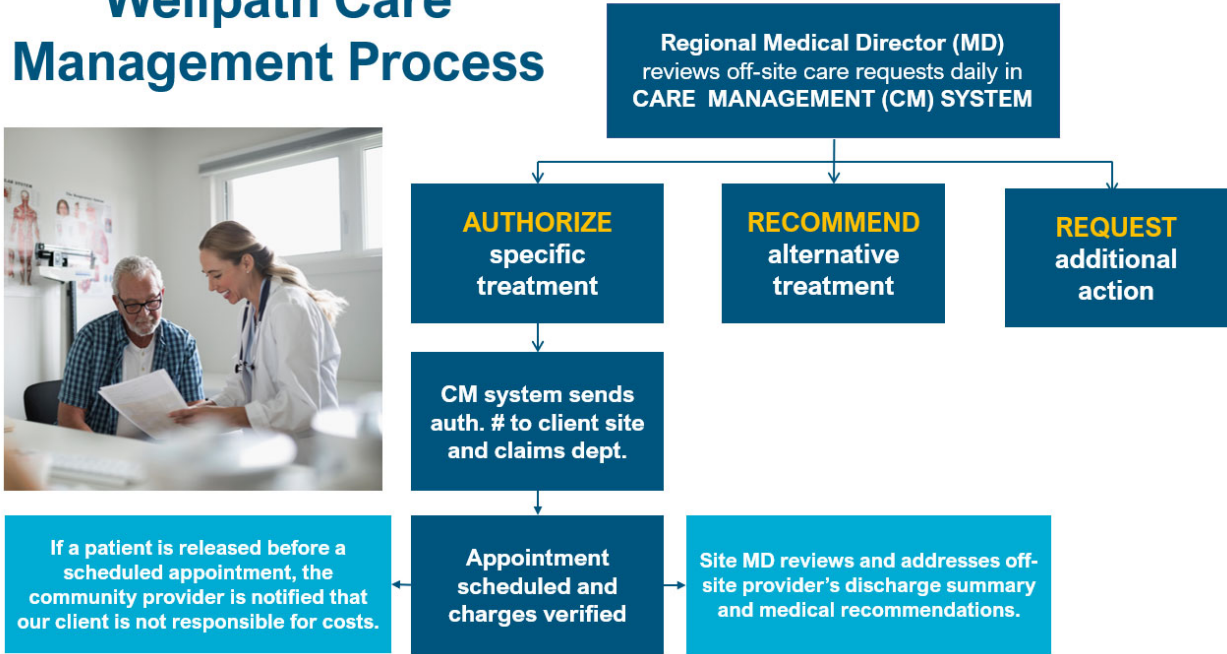 Wellpath Care
Management Process
Regional Medical Director (MD)
reviews off-site care requests daily in
CARE MANAGEMENT (CM) SYSTEM
AUTHORIZE
specific
treatment
RECOMMEND
alternative
treatment
REQUEST
additional
action
CM system sends
auth. # to client site
and claims dept.
If a patient is released before a
scheduled appointment, the
community provider is notified that
our client is not responsible for costs.
Appointment
scheduled and
charges verified
Site MD reviews and addresses off-
site provider's discharge summary
and medical recommendations.